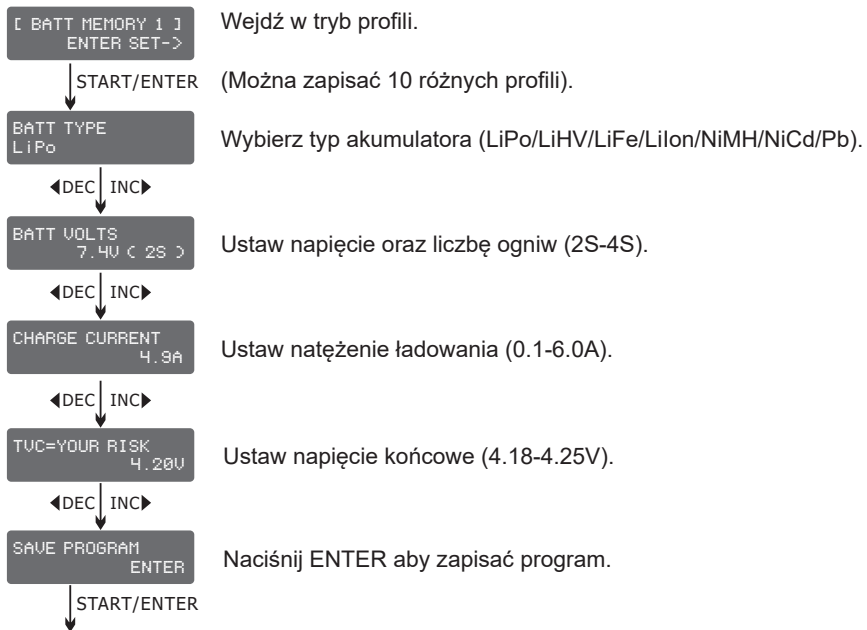 [ BATT MEMORY 1 ]
ENTER SET->
Wejdź w tryb profili.
START/ENTER
(Można zapisać 10 różnych profili).
BATT TYPE
LiPo
Wybierz typ akumulatora (LiPo/LiHV/LiFe/LiIon/NiMH/NiCd/Pb).
◀DEC INC▶
BATT VOLTS
7.4V ( 2S )
Ustaw napięcie oraz liczbę ogniw (2S-4S).
◀DEC INC▶
CHARGE CURRENT
4.9A
Ustaw natężenie ładowania (0.1-6.0A).
◀DEC INC▶
TVC=YOUR RISK
4.20V
Ustaw napięcie końcowe (4.18-4.25V).
◀DEC INC▶
SAVE PROGRAM
ENTER
Naciśnij ENTER aby zapisać program.
START/ENTER